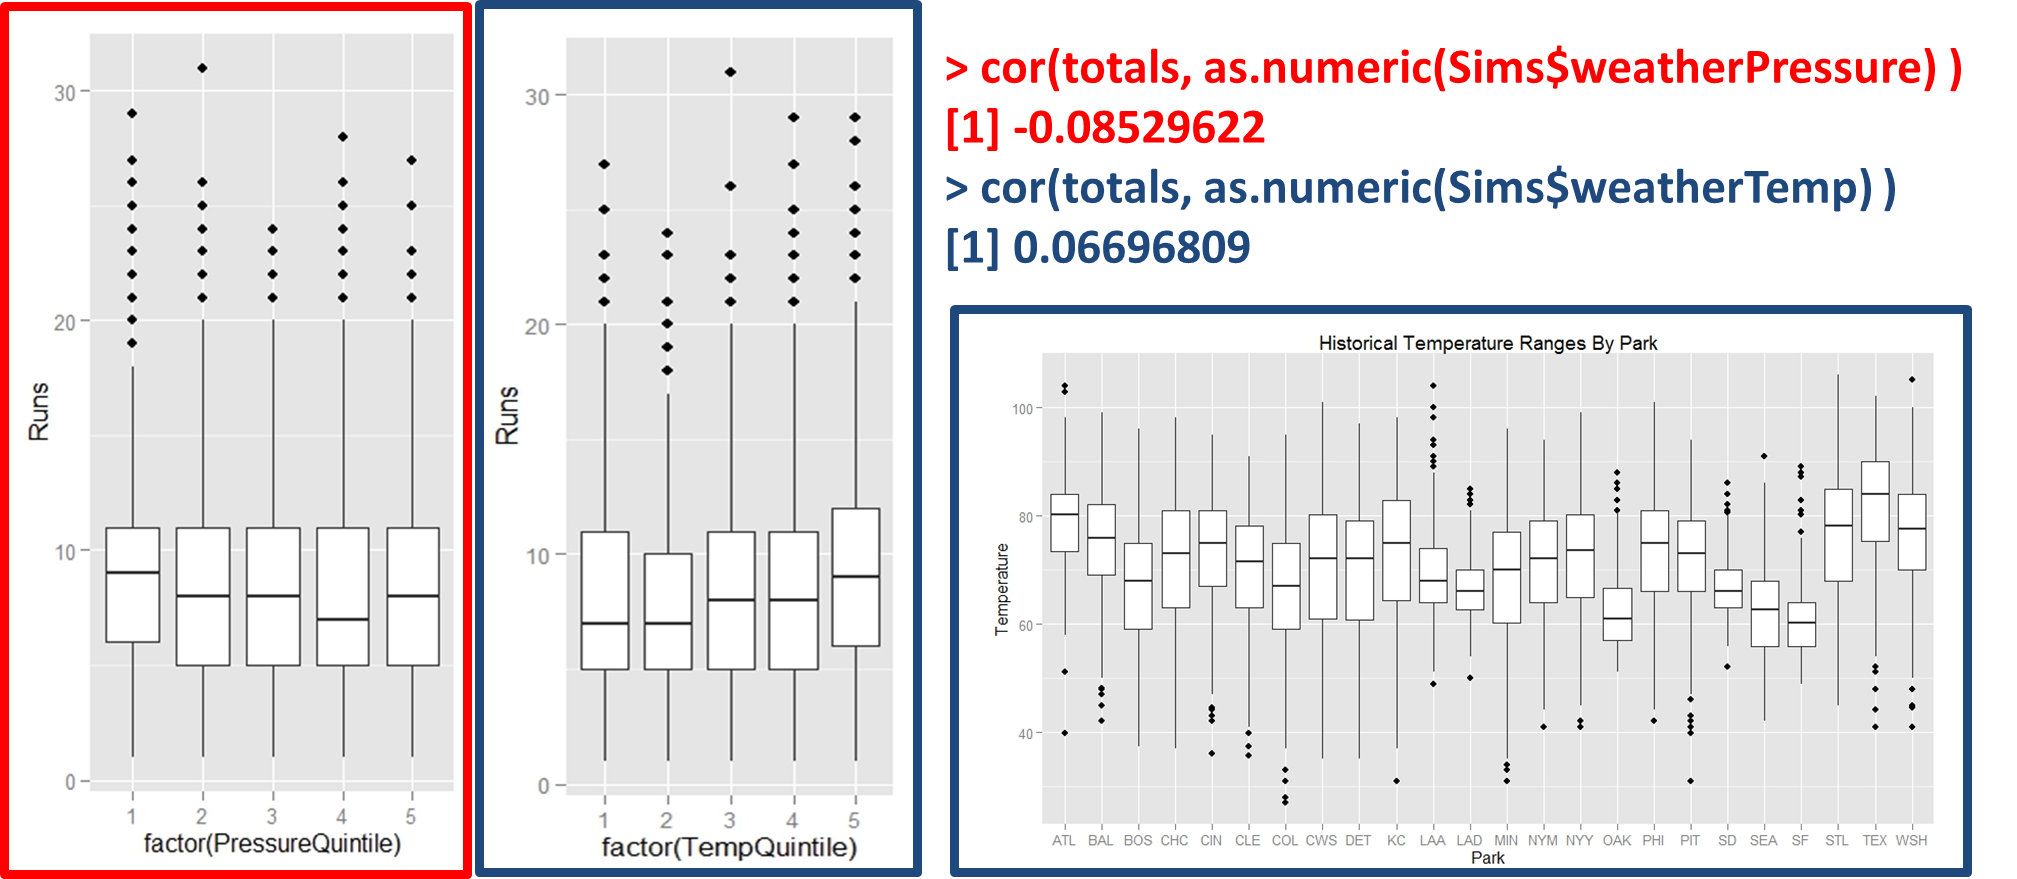 30
20
10
0
Runs
1 2 3 4 5
factor(PressureQuintile)
30
20
10
0
Runs
1 2 3 4 5
factor(TempQuintile)
> cor(totals, as.numeric(Sims$weatherPressure) )
[1] -0.08529622
> cor(totals, as.numeric(Sims$weatherTemp) )
[1] 0.06696809
Historical Temperature Ranges By Park
100
80
60
40
Temperature
ATL BAL BOS CHC CIN CLE COL CWS DET KC LAA LAD MIN NYM NYY OAK PHI PIT SD SEA SF STL TEX WSH
Park